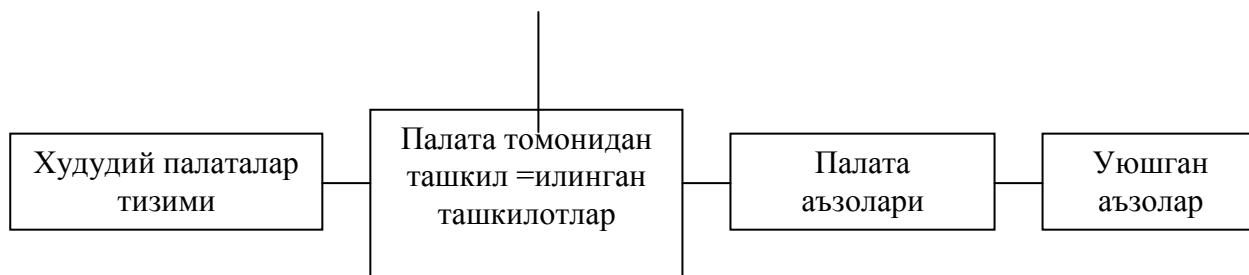 Худудий палаталар
тизими
Палата томонидан
ташкил =илинган
ташкилотлар
Палата
аъзолари
Уюшган
аъзолар